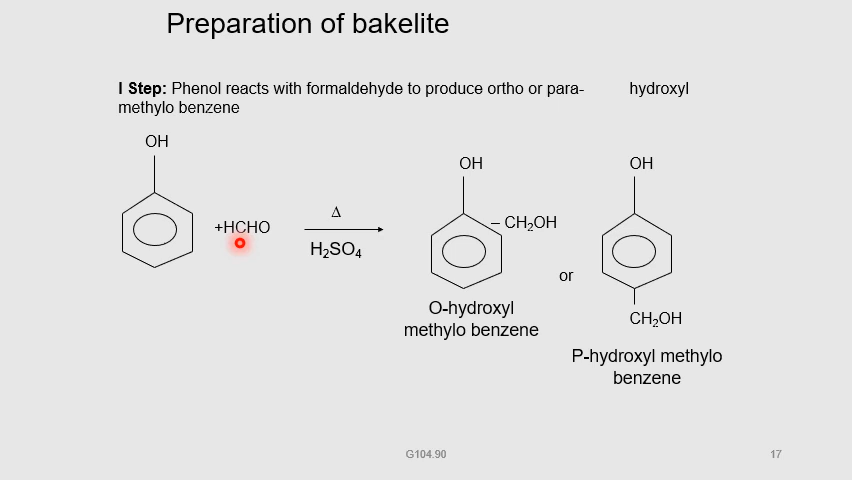 Preparation of bakelite
I Step: Phenol reacts with formaldehyde to produce ortho or para- hydroxyl
methylo benzene
OH
OH
OH
+HCHO
Δ
H₂SO₄
– CH₂OH
or
CH₂OH
O-hydroxyl
methylo benzene
P-hydroxyl methylo
benzene
G104.90
17